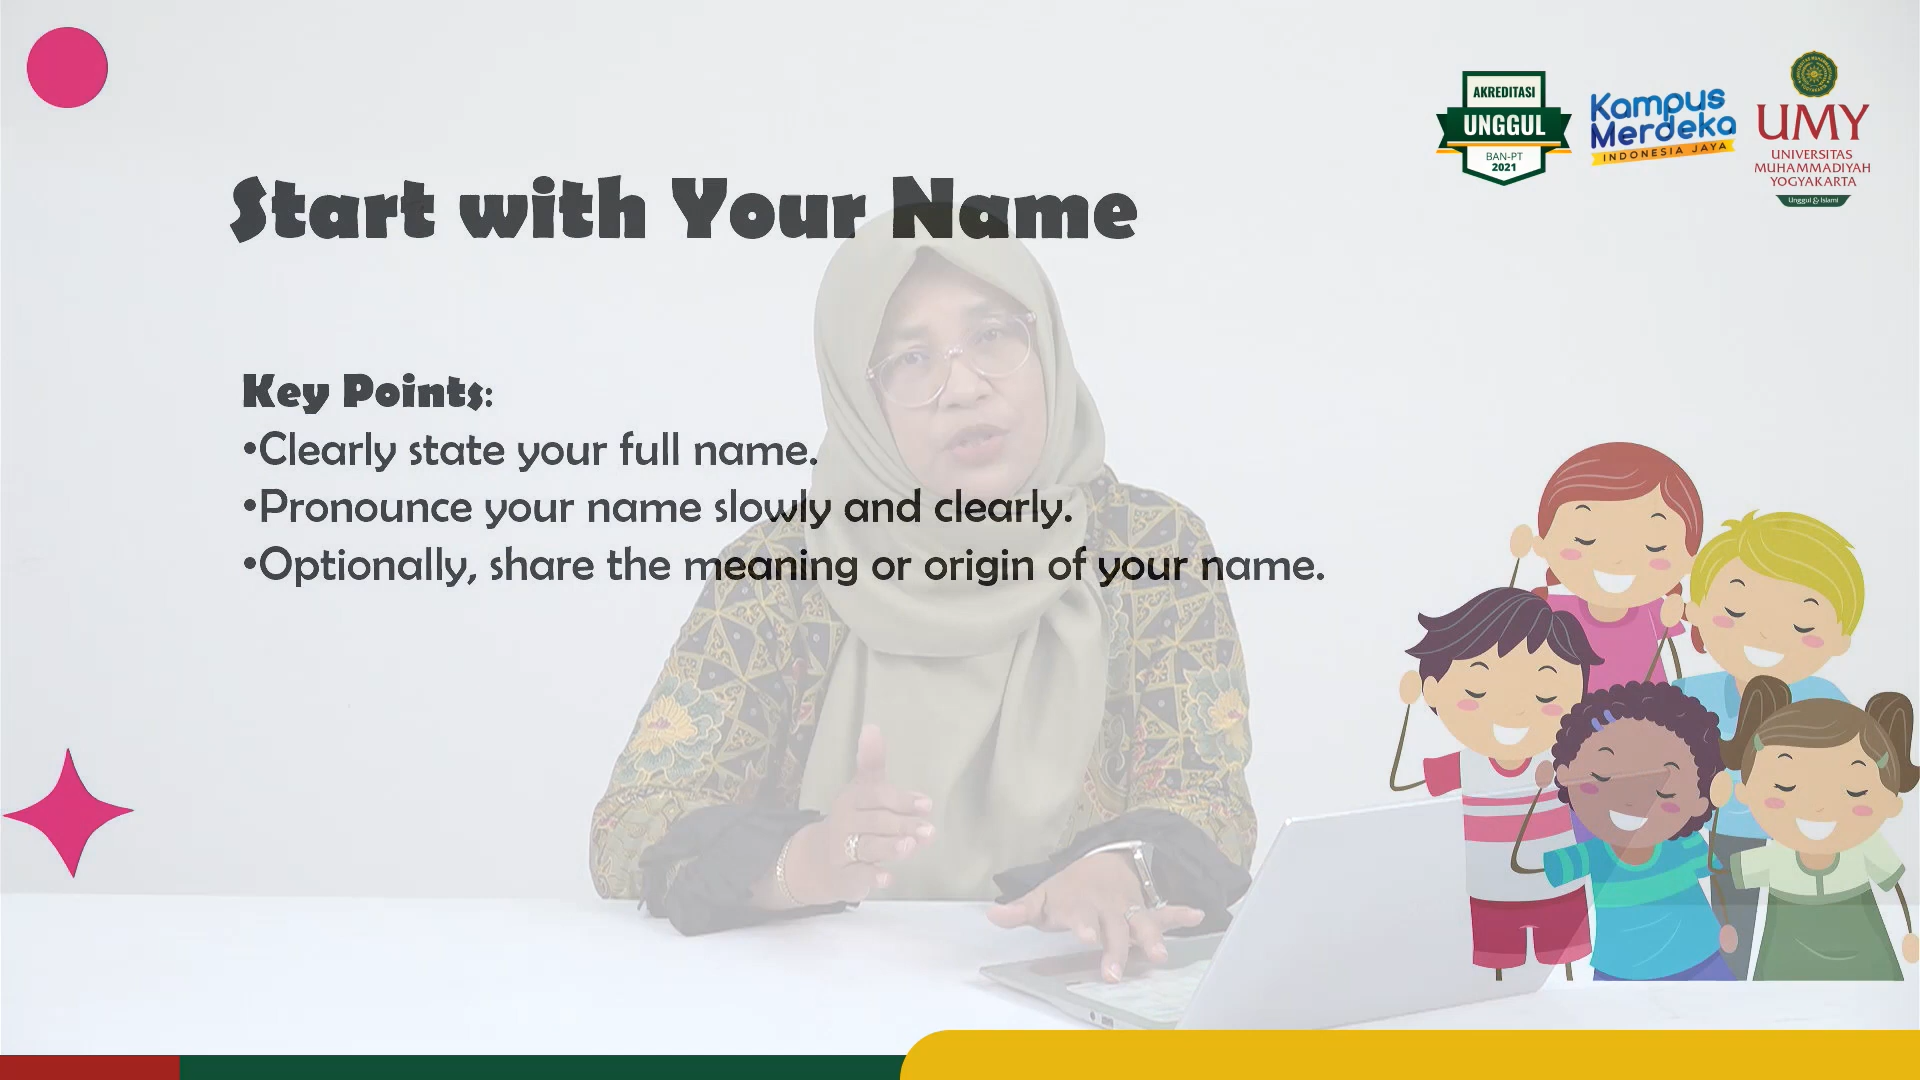 AKREDITASI
UNGGUL
BAN-PT
2021
Kampus
Merdeka
INDONESIA JAYA
UMY
UNIVERSITAS
MUHAMMADIYAH
YOGYAKARTA
Unggul & Islami
Start with Your Name
Key Points:
•Clearly state your full name.
•Pronounce your name slowly and clearly.
•Optionally, share the meaning or origin of your name.